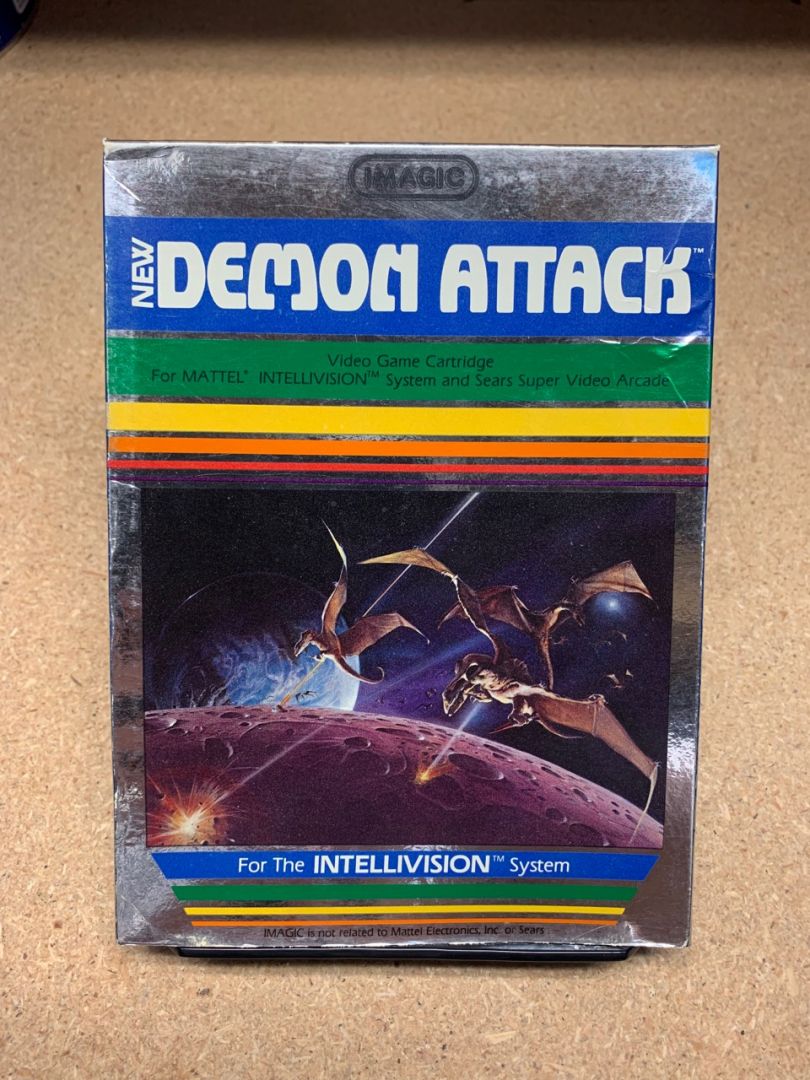 IMAGIC
NEW DEMON ATTACK™
Video Game Cartridge
For MATTEL® INTELLIVISION™ System and Sears Super Video Arcade
For The INTELLIVISION™ System
IMAGIC is not related to Mattel Electronics, Inc. or Sears